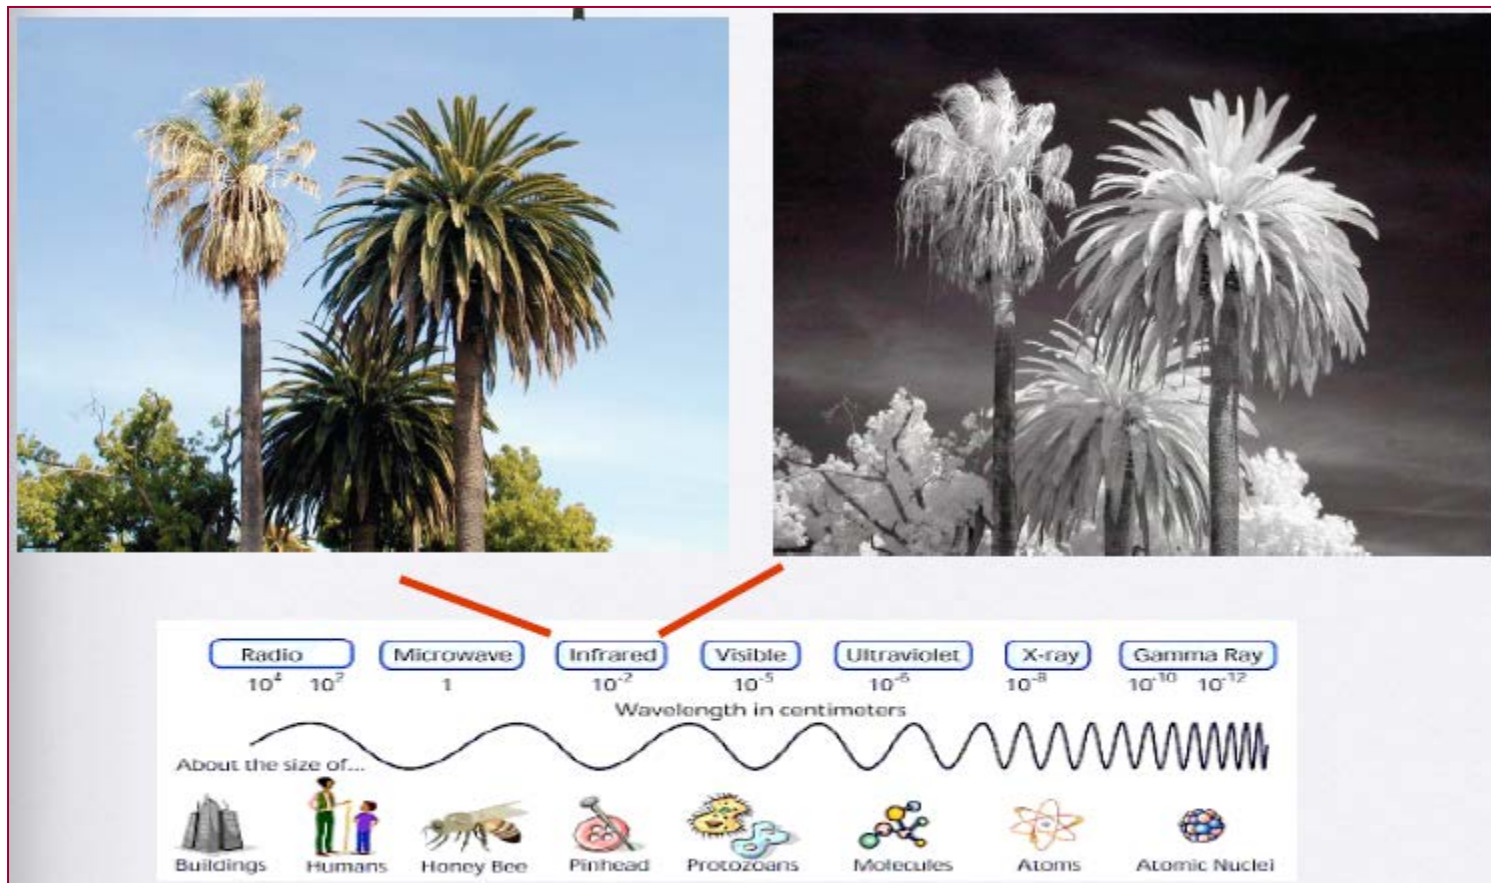 Radio Microwave Infrared Visible Ultraviolet X-ray Gamma Ray
10⁴ 10² 1 10⁻² 10⁻⁵ 10⁻⁶ 10⁻⁸ 10⁻¹⁰ 10⁻¹²
Wavelength in centimeters
About the size of...
Buildings Humans Honey Bee Pinhead Protozoans Molecules Atoms Atomic Nuclei